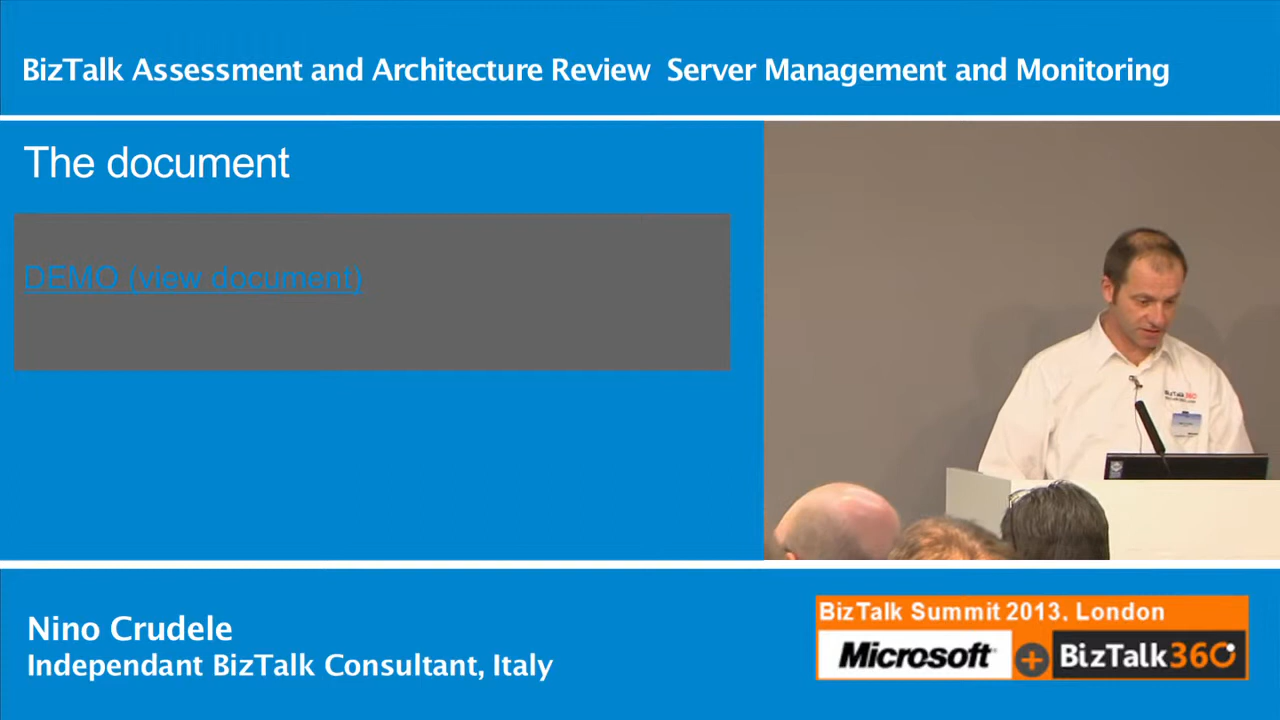 BizTalk Assessment and Architecture Review  Server Management and Monitoring
The document
DEMO (view document)
BizTalk360
Nino Crudele
Independant BizTalk Consultant, Italy
BizTalk Summit 2013, London
Microsoft + BizTalk360